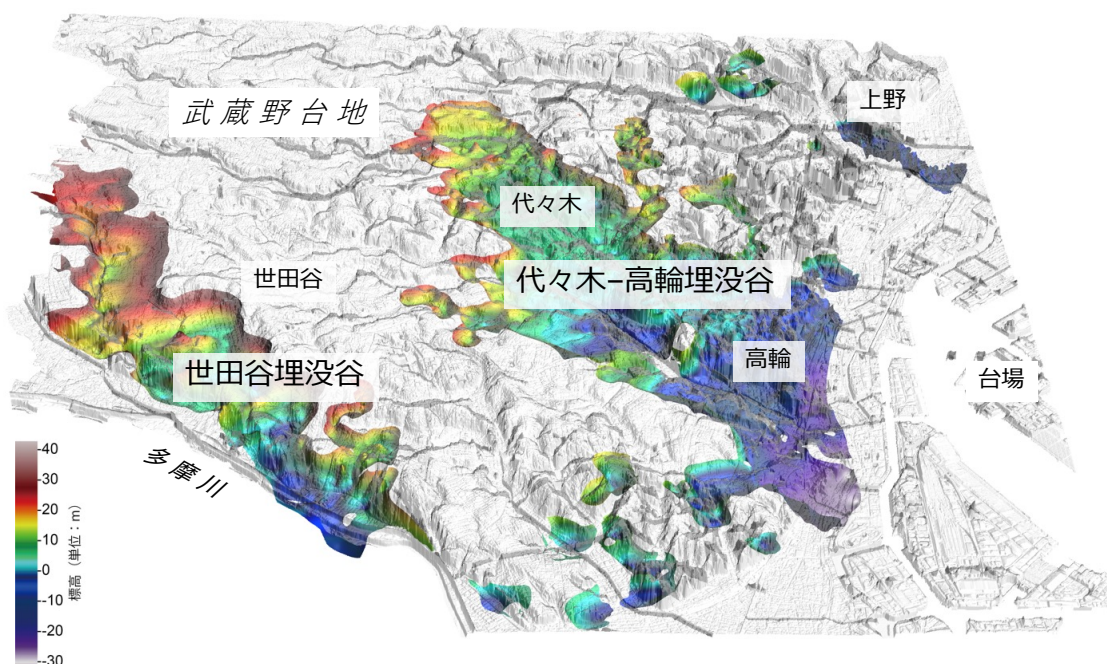 上野
武蔵野台地
代々木
世田谷
代々木−高輪埋没谷
高輪
世田谷埋没谷
台場
多摩川
-40
-30
-20
-10
-0
--10
--20
--30
標高（単位：m）